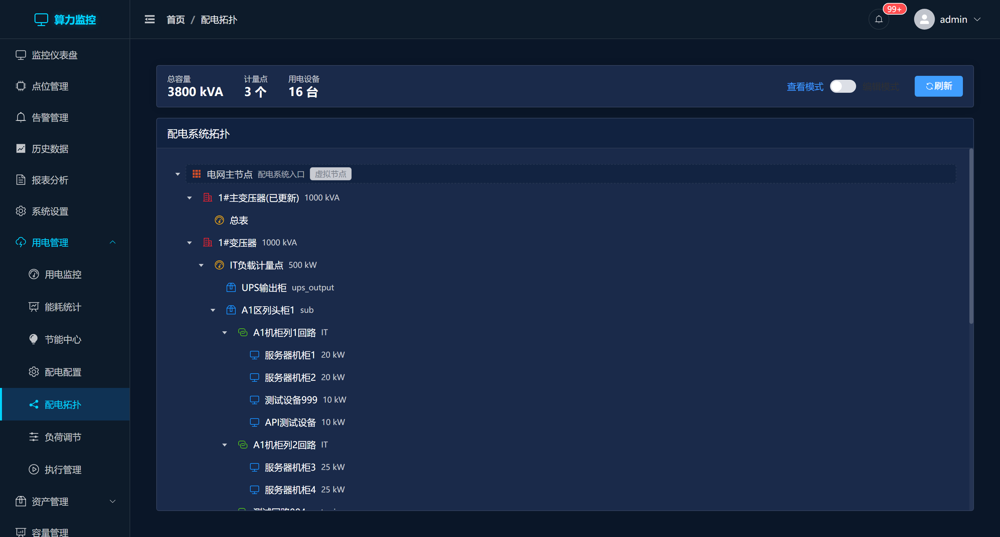 算力监控
首页 / 配电拓扑
99+
admin
监控仪表盘
点位管理
告警管理
历史数据
报表分析
系统设置
用电管理
用电监控
能耗统计
节能中心
配电配置
配电拓扑
负荷调节
执行管理
资产管理
容量管理
总容量
3800 kVA
计量点
3 个
用电设备
16 台
查看模式
编辑模式
刷新
配电系统拓扑
电网主节点 配电系统入口 虚拟节点
1#主变压器(已更新) 1000 kVA
总表
1#变压器 1000 kVA
IT负载计量点 500 kW
UPS输出柜 ups_output
A1区列头柜1 sub
A1机柜列1回路 IT
服务器机柜1 20 kW
服务器机柜2 20 kW
测试设备999 10 kW
API测试设备 10 kW
A1机柜列2回路 IT
服务器机柜3 25 kW
服务器机柜4 25 kW